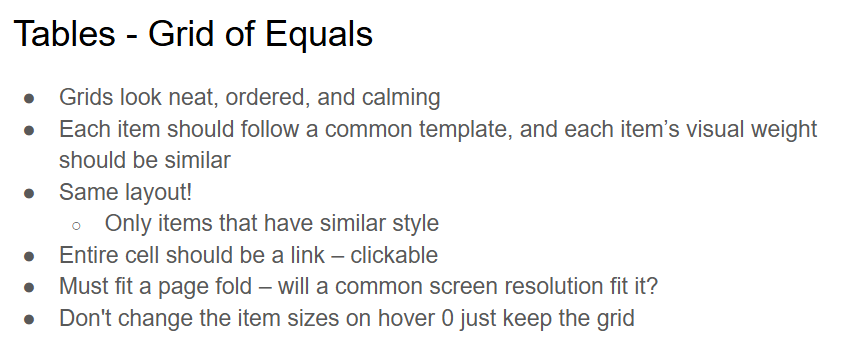 Tables - Grid of Equals
● Grids look neat, ordered, and calming
● Each item should follow a common template, and each item’s visual weight
should be similar
● Same layout!
○ Only items that have similar style
● Entire cell should be a link – clickable
● Must fit a page fold – will a common screen resolution fit it?
● Don't change the item sizes on hover 0 just keep the grid